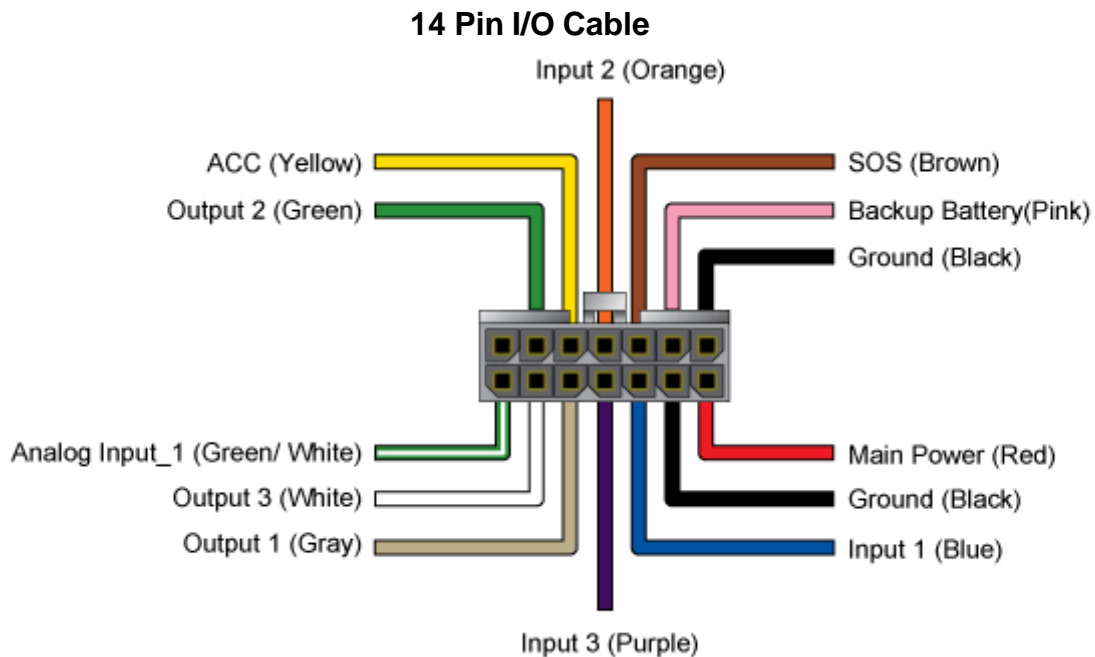 14 Pin I/O Cable
Input 2 (Orange)
ACC (Yellow)
SOS (Brown)
Output 2 (Green)
Backup Battery(Pink)
Ground (Black)
Analog Input_1 (Green/ White)
Main Power (Red)
Output 3 (White)
Ground (Black)
Output 1 (Gray)
Input 1 (Blue)
Input 3 (Purple)